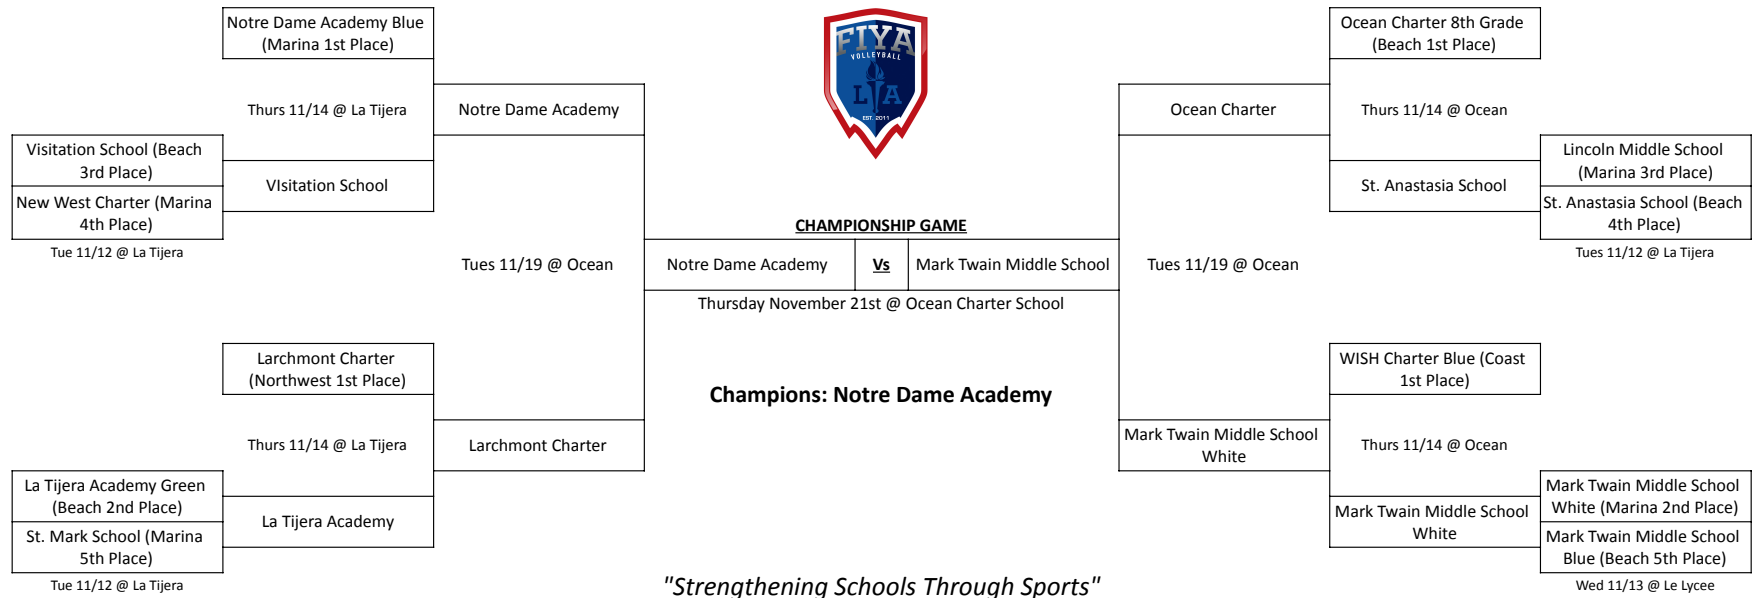 Notre Dame Academy Blue
(Marina 1st Place)
Thurs 11/14 @ La Tijera
Notre Dame Academy
Visitation School (Beach
3rd Place)
New West Charter (Marina
4th Place)
Tue 11/12 @ La Tijera
VIsitation School
Tues 11/19 @ Ocean
Larchmont Charter
(Northwest 1st Place)
Thurs 11/14 @ La Tijera
Larchmont Charter
La Tijera Academy Green
(Beach 2nd Place)
St. Mark School (Marina
5th Place)
Tue 11/12 @ La Tijera
La Tijera Academy
FIYA
VOLLEYBALL
LA
EST. 2011
CHAMPIONSHIP GAME
Notre Dame Academy
Vs
Mark Twain Middle School
Thursday November 21st @ Ocean Charter School
Champions: Notre Dame Academy
"Strengthening Schools Through Sports"
Ocean Charter 8th Grade
(Beach 1st Place)
Ocean Charter
Thurs 11/14 @ Ocean
St. Anastasia School
Lincoln Middle School
(Marina 3rd Place)
St. Anastasia School (Beach
4th Place)
Tues 11/12 @ La Tijera
Tues 11/19 @ Ocean
WISH Charter Blue (Coast
1st Place)
Mark Twain Middle School
White
Thurs 11/14 @ Ocean
Mark Twain Middle School
White
Mark Twain Middle School
White (Marina 2nd Place)
Mark Twain Middle School
Blue (Beach 5th Place)
Wed 11/13 @ Le Lycee